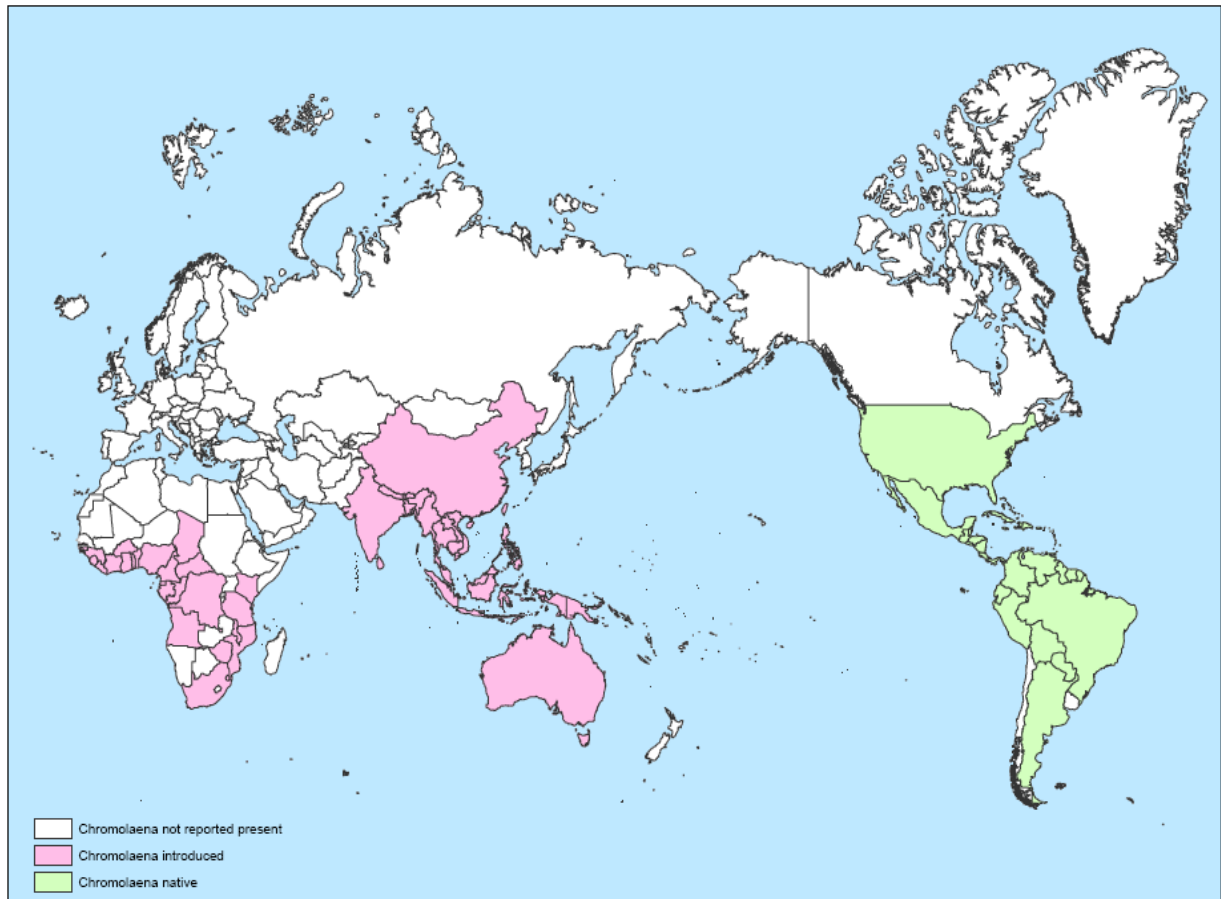 Chromolaena not reported present
Chromolaena introduced
Chromolaena native